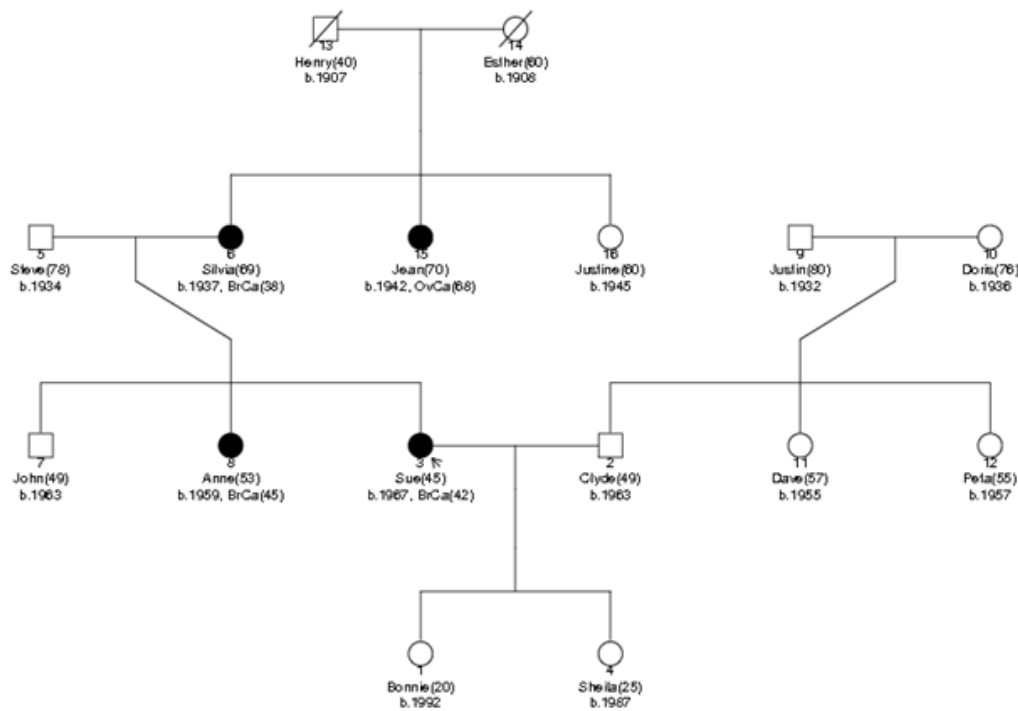 13 14
Henry(40) Esther(60)
b.1907 b.1908
5 6 15 16 9 10
Steve(78) Silvia(69) Jean(70) Justine(60) Justin(80) Doris(76)
b.1934 b.1937, BrCa(38) b.1942, OvCa(68) b.1945 b.1932 b.1936
7 8 3 2 11 12
John(49) Anne(53) Sue(45) Clyde(49) Dave(57) Peta(55)
b.1963 b.1959, BrCa(45) b.1967, BrCa(42) b.1963 b.1955 b.1957
1 4
Bonnie(20) Sheila(25)
b.1992 b.1987